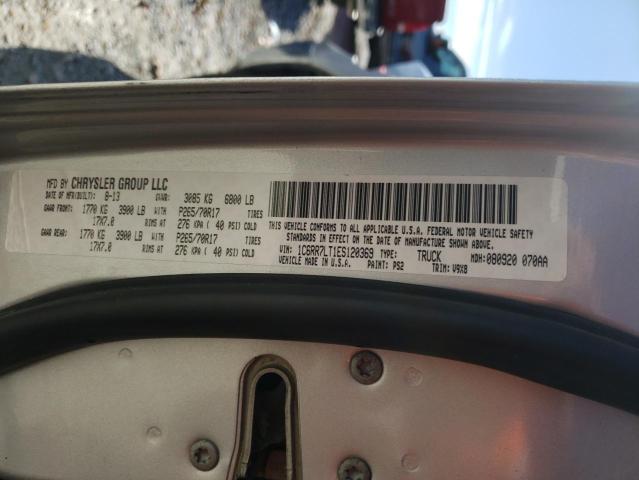 MFD BY CHRYSLER GROUP LLC
DATE OF MFR(BUILT): 8-13 GVWR: 3085 KG 6800 LB
GAWR FRONT: 1770 KG 3900 LB WITH P265/70R17 TIRES
17X7.0 RIMS AT 276 KPA ( 40 PSI) COLD
GAWR REAR: 1770 KG 3900 LB WITH P265/70R17 TIRES
17X7.0 RIMS AT 276 KPA ( 40 PSI) COLD
THIS VEHICLE CONFORMS TO ALL APPLICABLE U.S.A. FEDERAL MOTOR VEHICLE SAFETY
STANDARDS IN EFFECT ON THE DATE OF MANUFACTURE SHOWN ABOVE.
VIN: 1C6RR7LT1ES120369 TYPE: TRUCK MDH: 080920 070AA
VEHICLE MADE IN U.S.A. PAINT: PS2 TRIM: V9X8